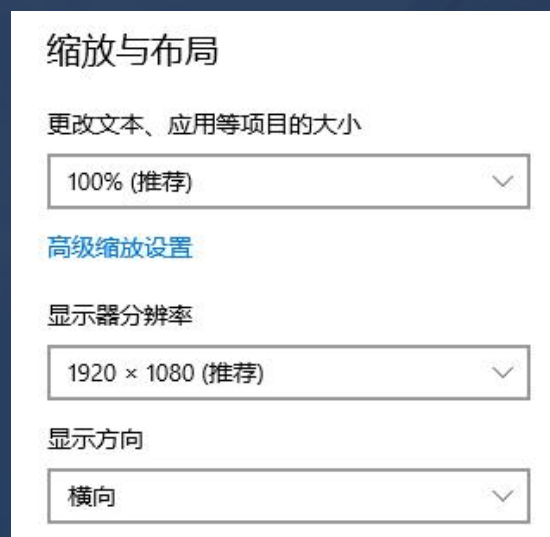 缩放与布局
更改文本、应用等项目的大小
100% (推荐)
高级缩放设置
显示器分辨率
1920 × 1080 (推荐)
显示方向
横向